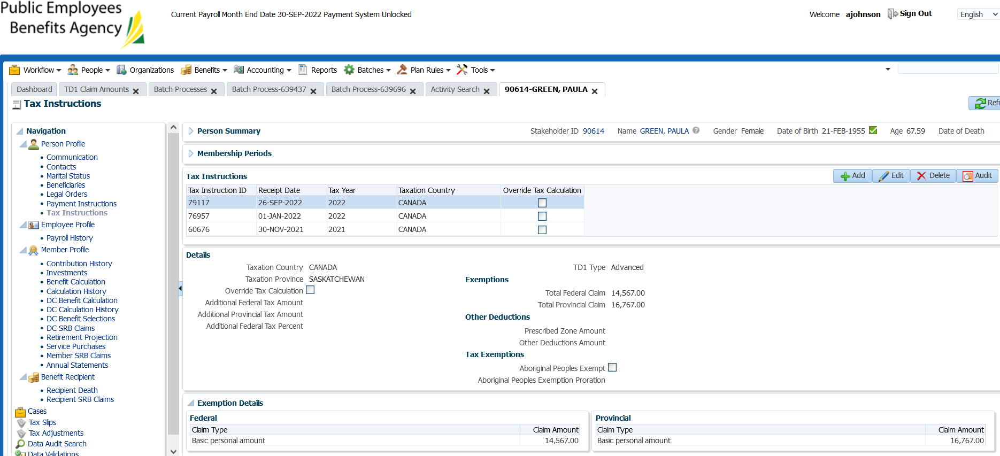 Public Employees
Benefits Agency
Current Payroll Month End Date 30-SEP-2022 Payment System Unlocked
Welcome ajohnson Sign Out English
Workflow People Organizations Benefits Accounting Reports Batches Plan Rules Tools
Dashboard TD1 Claim Amounts Batch Processes Batch Process-639437 Batch Process-639696 Activity Search 90614-GREEN, PAULA
Tax Instructions
Navigation
Person Profile
Communication
Contacts
Marital Status
Beneficiaries
Legal Orders
Payment Instructions
Tax Instructions
Employee Profile
Payroll History
Member Profile
Contribution History
Investments
Benefit Calculation
Calculation History
DC Benefit Calculation
DC Calculation History
DC Benefit Selections
DC SRB Claims
Retirement Projection
Service Purchases
Member SRB Claims
Annual Statements
Benefit Recipient
Recipient Death
Recipient SRB Claims
Cases
Tax Slips
Tax Adjustments
Data Audit Search
Data Validations
Person Summary Stakeholder ID 90614 Name GREEN, PAULA Gender Female Date of Birth 21-FEB-1955 Age 67.59 Date of Death
Membership Periods
Tax Instructions Add Edit Delete Audit
Tax Instruction ID Receipt Date Tax Year Taxation Country Override Tax Calculation
79117 26-SEP-2022 2022 CANADA
76957 01-JAN-2022 2022 CANADA
60676 30-NOV-2021 2021 CANADA
Details
Taxation Country CANADA
Taxation Province SASKATCHEWAN
Override Tax Calculation
Additional Federal Tax Amount
Additional Provincial Tax Amount
Additional Federal Tax Percent
TD1 Type Advanced
Exemptions
Total Federal Claim 14,567.00
Total Provincial Claim 16,767.00
Other Deductions
Prescribed Zone Amount
Other Deductions Amount
Tax Exemptions
Aboriginal Peoples Exempt
Aboriginal Peoples Exemption Proration
Exemption Details
Federal
Claim Type Claim Amount
Basic personal amount 14,567.00
Provincial
Claim Type Claim Amount
Basic personal amount 16,767.00